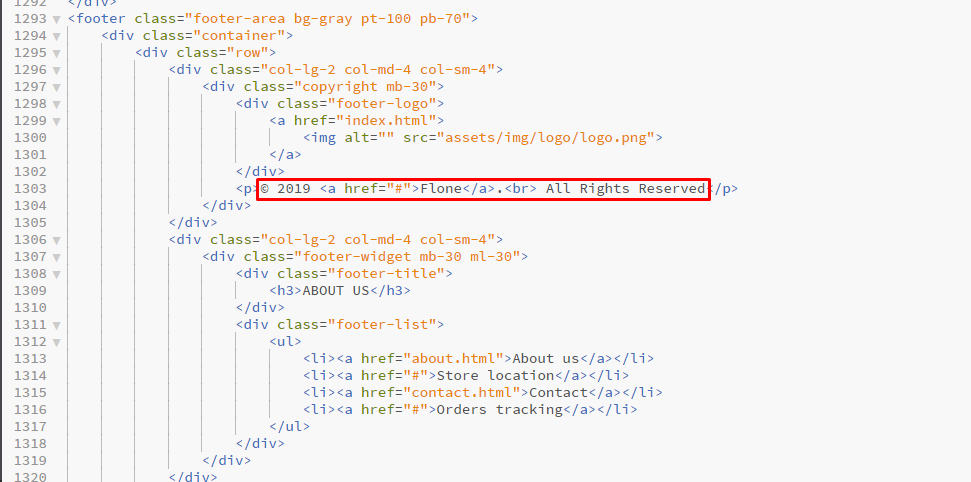 1292 </div>
1293 <footer class="footer-area bg-gray pt-100 pb-70">
1294 <div class="container">
1295 <div class="row">
1296 <div class="col-lg-2 col-md-4 col-sm-4">
1297 <div class="copyright mb-30">
1298 <div class="footer-logo">
1299 <a href="index.html">
1300 <img alt="" src="assets/img/logo/logo.png">
1301 </a>
1302 </div>
1303 <p>© 2019 <a href="#">Flone</a>.<br> All Rights Reserved</p>
1304 </div>
1305 </div>
1306 <div class="col-lg-2 col-md-4 col-sm-4">
1307 <div class="footer-widget mb-30 ml-30">
1308 <div class="footer-title">
1309 <h3>ABOUT US</h3>
1310 </div>
1311 <div class="footer-list">
1312 <ul>
1313 <li><a href="about.html">About us</a></li>
1314 <li><a href="#">Store location</a></li>
1315 <li><a href="contact.html">Contact</a></li>
1316 <li><a href="#">Orders tracking</a></li>
1317 </ul>
1318 </div>
1319 </div>
1320 </div>